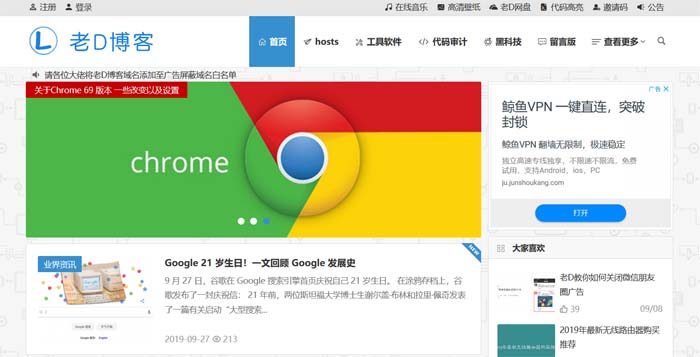 注册 登录 在线音乐 高清壁纸 老D网盘 代码高亮 邀请码 公告
老D博客
首页 hosts 工具软件 代码审计 黑科技 留言版 查看更多
请各位大佬将老D博客域名添加至广告屏蔽域名白名单
关于Chrome 69 版本 一些改变以及设置
chrome
广告
鲸鱼VPN 一键直连，突破
封锁
鲸鱼VPN 翻墙无限制，极速稳定
独立高速专线独享，不限速不限流，免费
试用，支持Android, ios, PC
ju.junshoukang.com
打开
业界资讯
NEW
Google 21 岁生日！一文回顾 Google 发展史
9 月 27 日，谷歌在 Google 搜索引擎首页庆祝自己 21 岁生日。 在涂鸦存档上，谷
歌发布了一封庆祝信： 21 年前，两位斯坦福大学博士生谢尔盖·布林和拉里·佩奇发表
了一篇有关启动“大型搜索...
2019-09-27 213
大家喜欢
老D教你如何关闭微信朋友
圈广告
39 09/08
2019年最新无线路由器购买
推荐